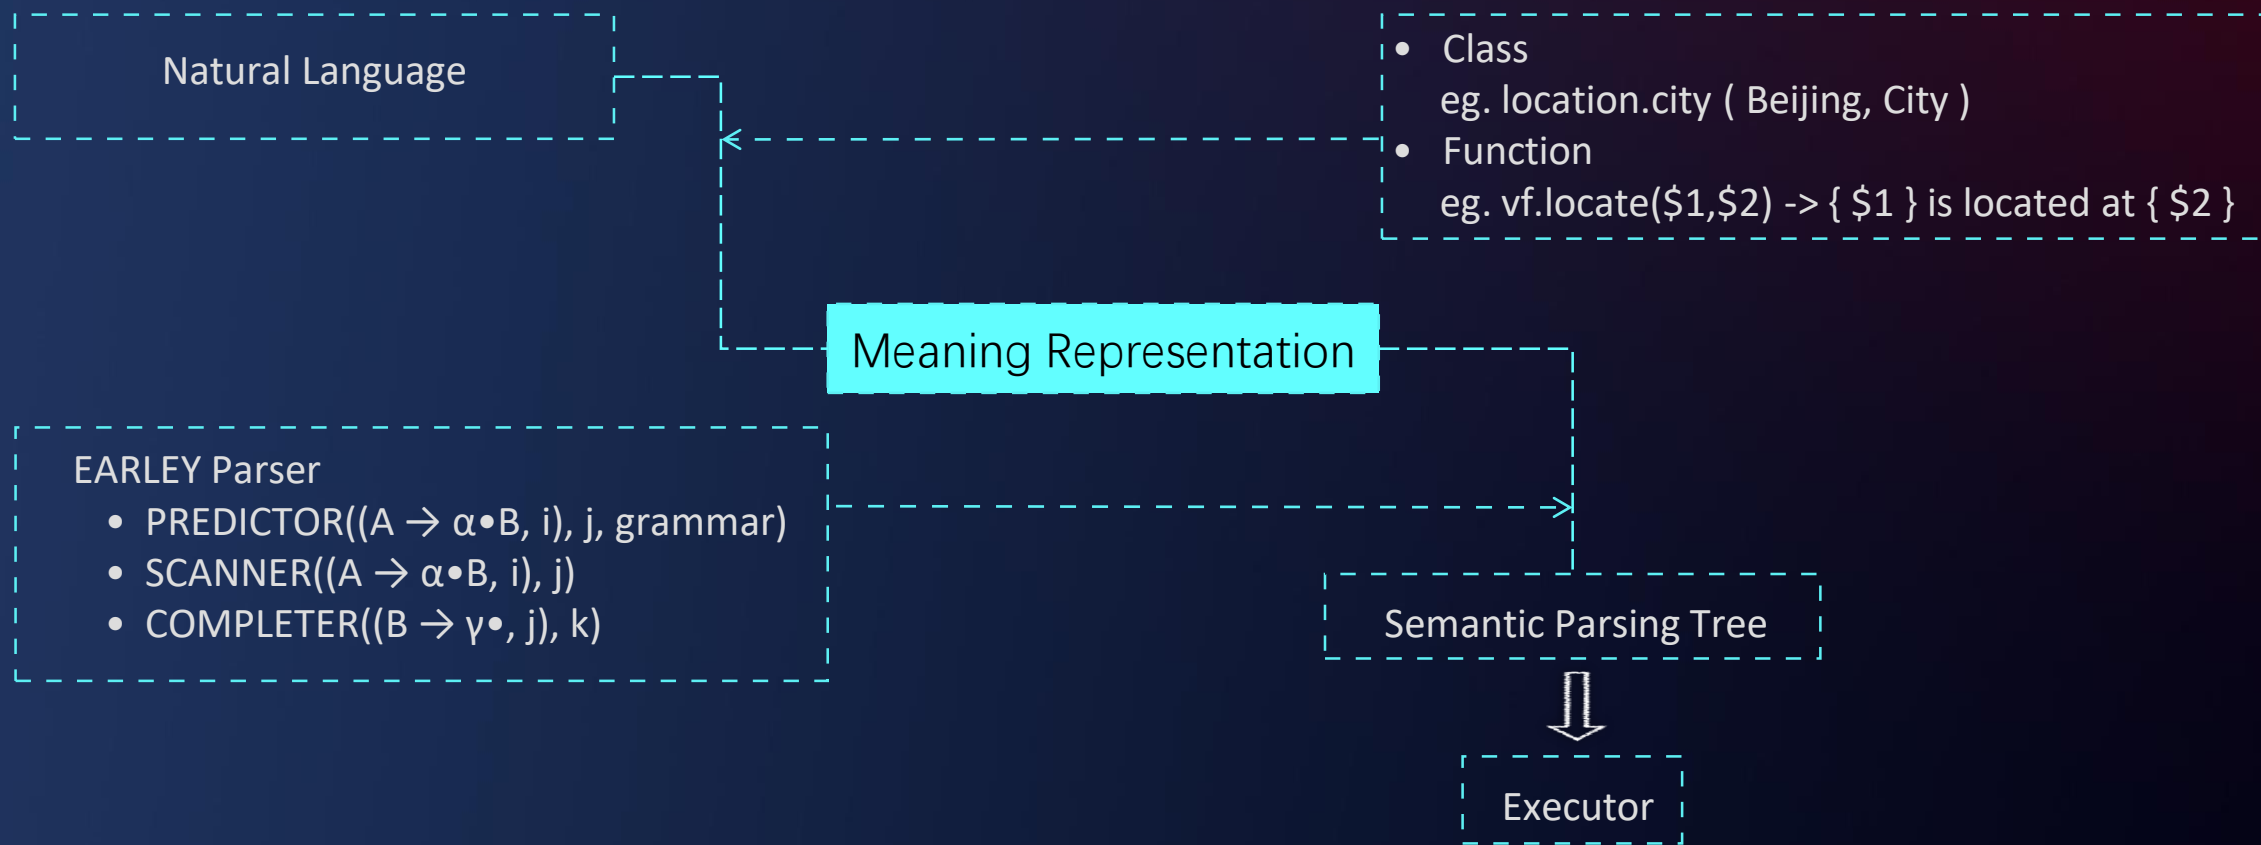 Natural Language
• Class
eg. location.city ( Beijing, City )
• Function
eg. vf.locate($1,$2) -> { $1 } is located at { $2 }
Meaning Representation
EARLEY Parser
• PREDICTOR((A → α•B, i), j, grammar)
• SCANNER((A → α•B, i), j)
• COMPLETER((B → γ•, j), k)
Semantic Parsing Tree
Executor